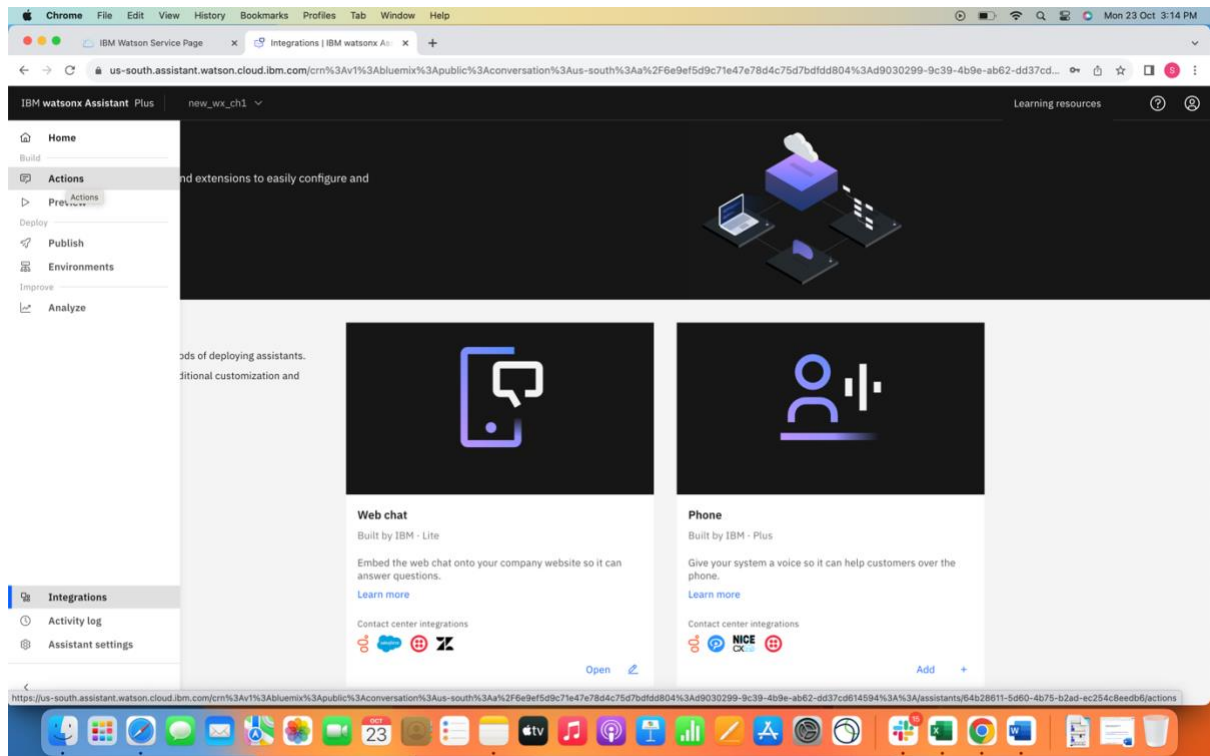 Chrome File Edit View History Bookmarks Profiles Tab Window Help Mon 23 Oct 3:14 PM
IBM Watson Service Page Integrations | IBM watsonx As
us-south.assistant.watson.cloud.ibm.com/crn%3Av1%3Abluemix%3Apublic%3Aconversation%3Aus-south%3Aa%2F6e9ef5d9c71e47e78d4c75d7bdfdd804%3Ad9030299-9c39-4b9e-ab62-dd37cd...
IBM watsonx Assistant Plus new_wx_ch1 Learning resources
Home
Build
Actions
nd extensions to easily configure and
Actions
Preview
Deploy
Publish
Environments
Improve
Analyze
ods of deploying assistants.
ditional customization and
Web chat
Built by IBM - Lite
Embed the web chat onto your company website so it can
answer questions.
Learn more
Contact center integrations
Open
Phone
Built by IBM - Plus
Give your system a voice so it can help customers over the
phone.
Learn more
Contact center integrations
NICE
Add +
Integrations
Activity log
Assistant settings
https://us-south.assistant.watson.cloud.ibm.com/crn%3Av1%3Abluemix%3Apublic%3Aconversation%3Aus-south%3Aa%2F6e9ef5d9c71e47e78d4c75d7bdfdd804%3Ad9030299-9c39-4b9e-ab62-dd37cd614594%3A%3A/assistants/64b28611-5d60-4b75-b2ad-ec254c8eedb6/actions
OCT
23
tv